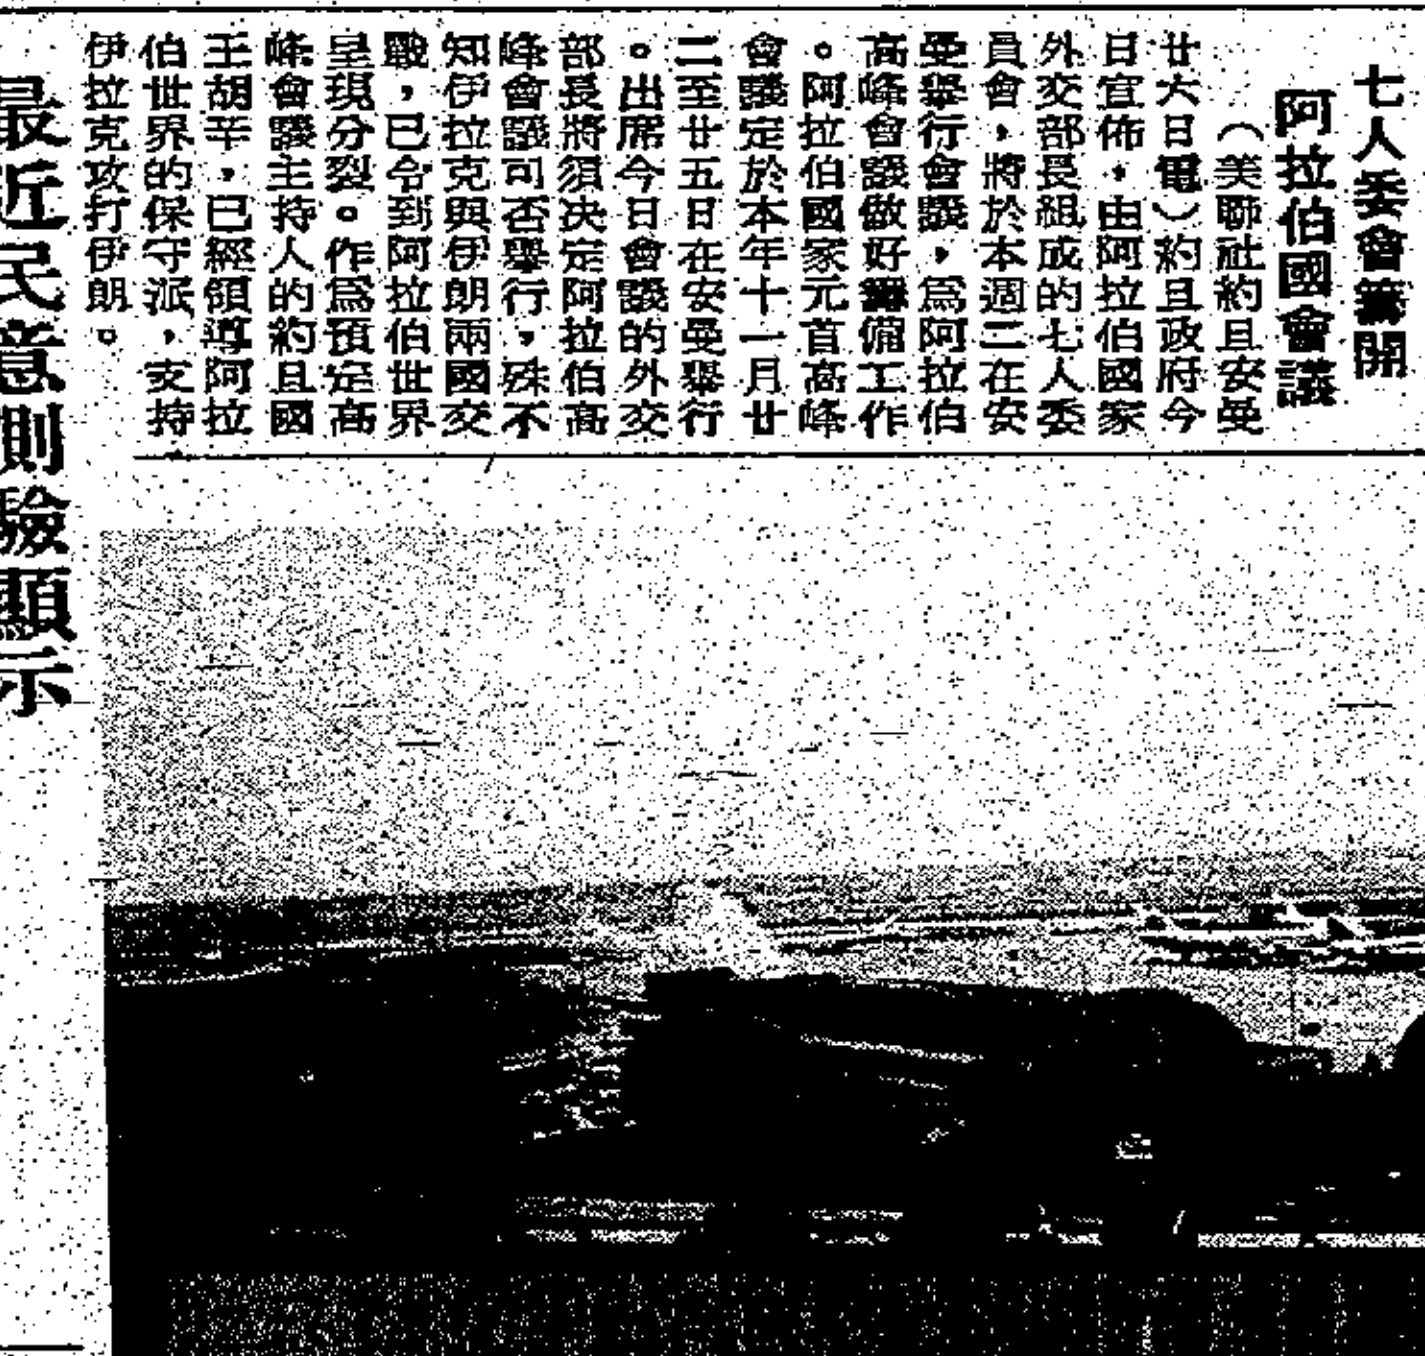 七人委會籌開
阿拉伯國會議
（美聯社約旦安曼
廿六日電）約旦政府今
日宣佈，由阿拉伯國家
外交部長組成的七人委
員會，將於本週二在安
曼舉行會議，爲阿拉伯
高峰會議做好籌備工作
。阿拉伯國家元首高峰
會議定於本年十一月廿
二至廿五日在安曼舉行
。出席今日會議的外交
部長將須决定阿拉伯高
峰會議司否舉行，殊不
知伊拉克與伊朗兩國交
戰，已令到阿拉伯世界
呈現分裂。作爲預定高
峰會議主持人的約旦國
王胡辛，已經領導阿拉
伯世界的保守派，支持
伊拉克攻打伊朗。
最近民意測驗顯示